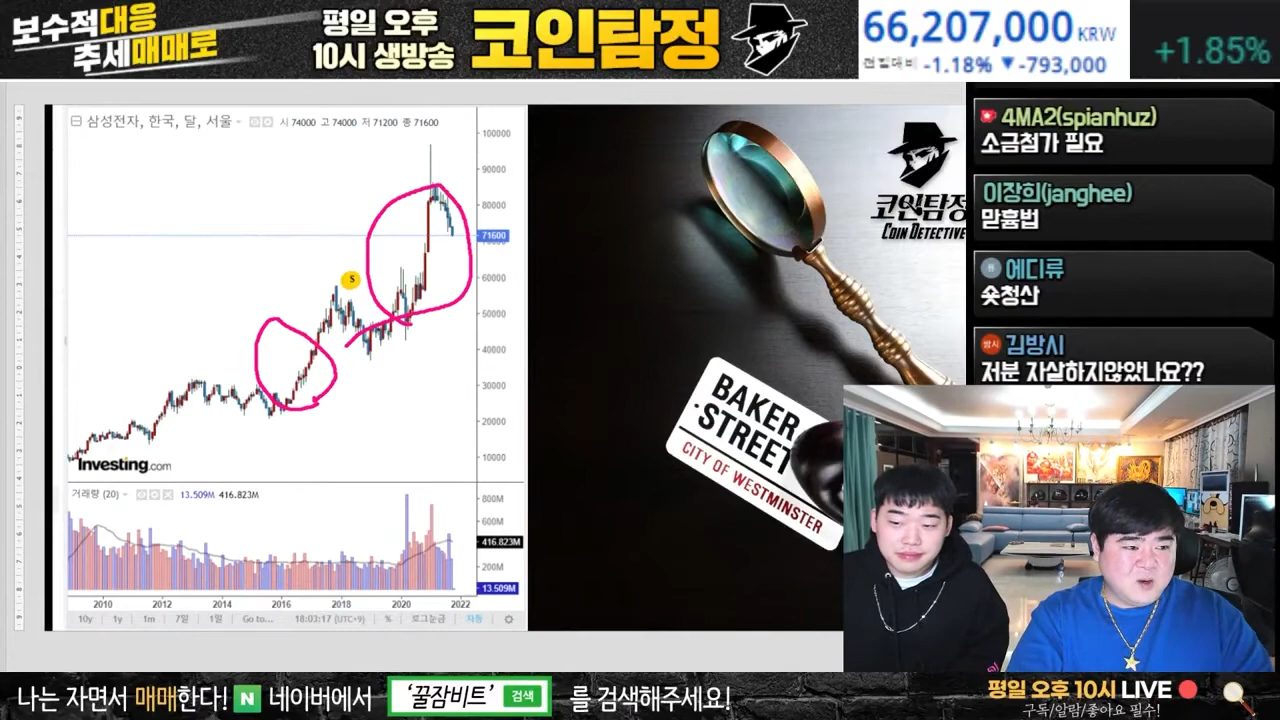 보수적대응
추세매매로
평일 오후
10시 생방송
코인탐정
66,207,000 KRW
전일대비 -1.18% ▼-793,000
+1.85%
삼성전자, 한국, 달, 서울
시 74000 고 74000 저 71200 종 71600
100000
90000
80000
71600
60000
50000
40000
30000
20000
10000
$
Investing.com
거래량 (20)
13.509M 416.823M
800M
600M
416.823M
200M
13.509M
2010 2012 2014 2016 2018 2020 2022
10y 1y 1m 7일 1일 Go to... 18:03:17 (UTC+9) % 로그눈금 자동
코인탐정
COIN DETECTIVE
BAKER
STREET
CITY OF WESTMINSTER
4MA2(spianhuz)
소금첨가 필요
이장희(janghee)
맏흄법
에디류
숏청산
김방시
저분 자살하지않았나요??
나는 자면서 매매한다! N 네이버에서 '꿀잠비트' 검색 를 검색해주세요!
평일 오후 10시 LIVE
구독/알람/좋아요 필수!